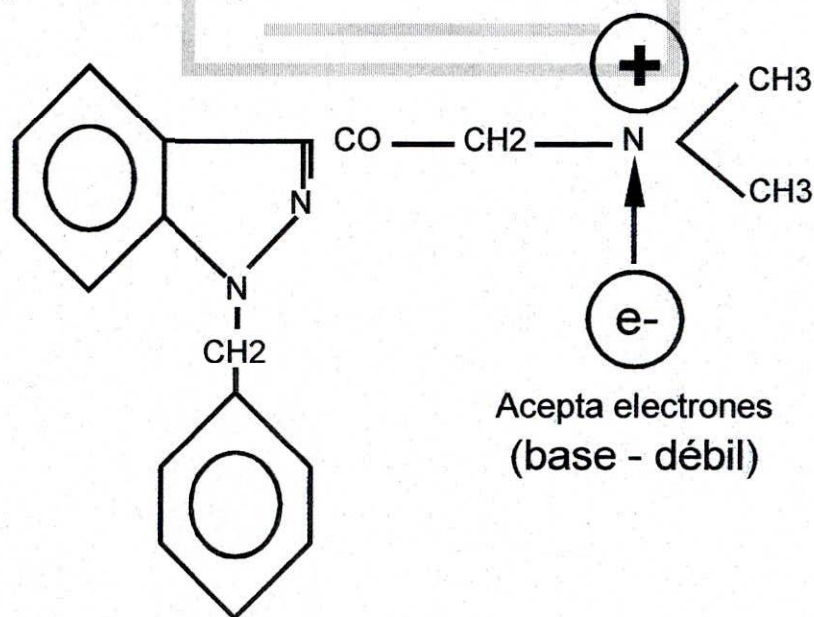 +
CH3
CO CH2 N
CH3
N
N
e-
CH2
Acepta electrones
(base - débil)